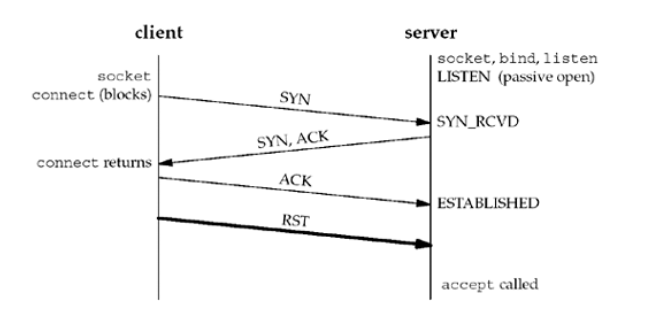 client
server
socket, bind, listen
LISTEN (passive open)
socket
connect (blocks)
SYN
SYN_RCVD
SYN, ACK
connect returns
ACK
ESTABLISHED
RST
accept called